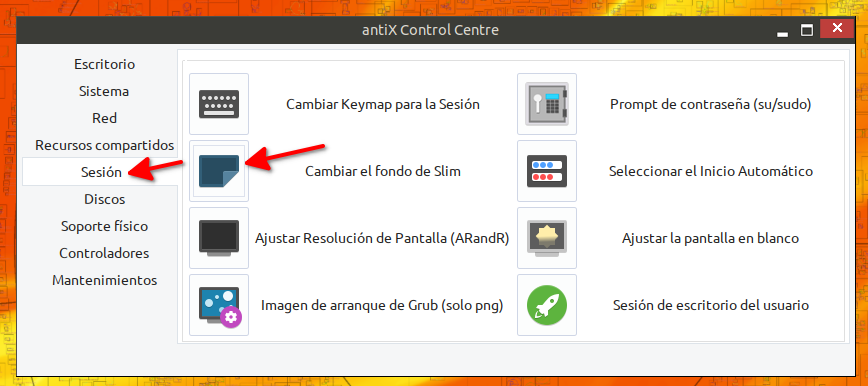 antiX Control Centre
Escritorio
Sistema
Red
Recursos compartidos
Sesión
Discos
Soporte físico
Controladores
Mantenimientos
Cambiar Keymap para la Sesión
Prompt de contraseña (su/sudo)
Cambiar el fondo de Slim
Seleccionar el Inicio Automático
Ajustar Resolución de Pantalla (ARandR)
Ajustar la pantalla en blanco
Imagen de arranque de Grub (solo png)
Sesión de escritorio del usuario